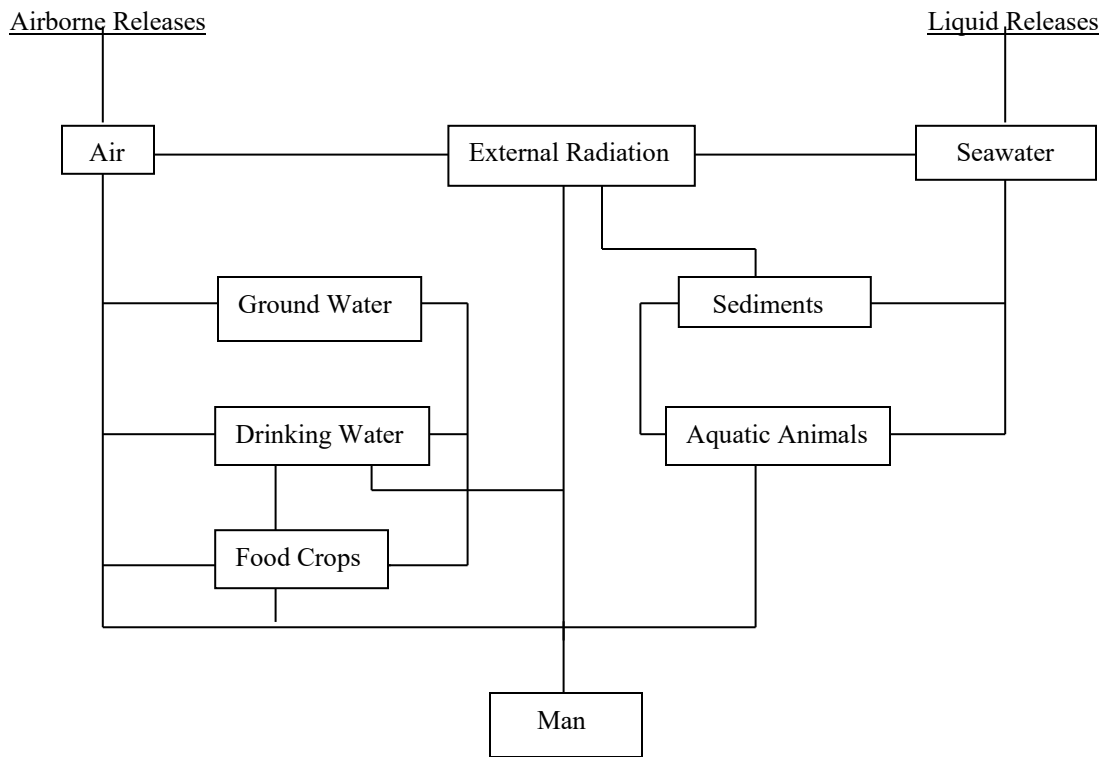 Airborne Releases
Liquid Releases
Air
External Radiation
Seawater
Ground Water
Sediments
Drinking Water
Aquatic Animals
Food Crops
Man